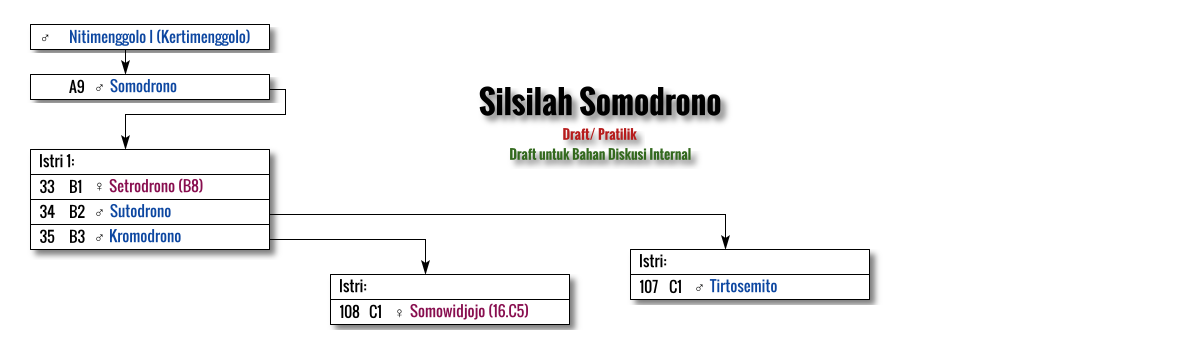 ♂ Nitimenggolo I (Kertimenggolo)
A9 ♂ Somodrono
Silsilah Somodrono
Draft/ Pratilik
Draft untuk Bahan Diskusi Internal
Istri 1:
33 B1 ♀ Setrodrono (B8)
34 B2 ♂ Sutodrono
35 B3 ♂ Kromodrono
Istri:
107 C1 ♂ Tirtosemito
Istri:
108 C1 ♀ Somowidjojo (16.C5)